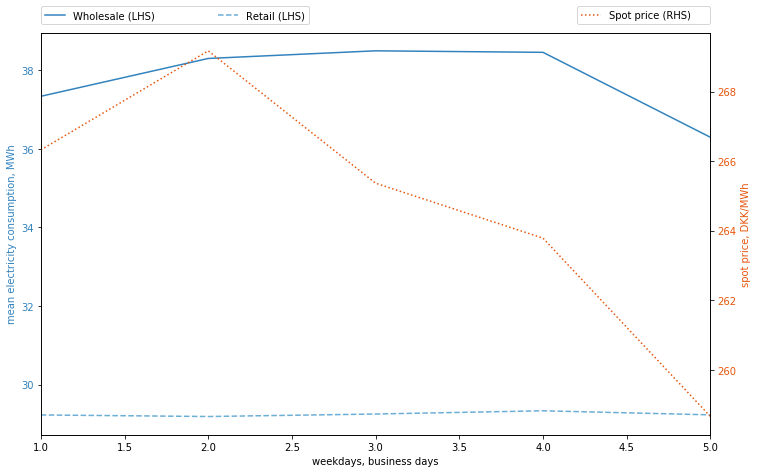 Wholesale (LHS)
Retail (LHS)
Spot price (RHS)
mean electricity consumption, MWh
38
36
34
32
30
268
266
264
262
260
spot price, DKK/MWh
1.0 1.5 2.0 2.5 3.0 3.5 4.0 4.5 5.0
weekdays, business days